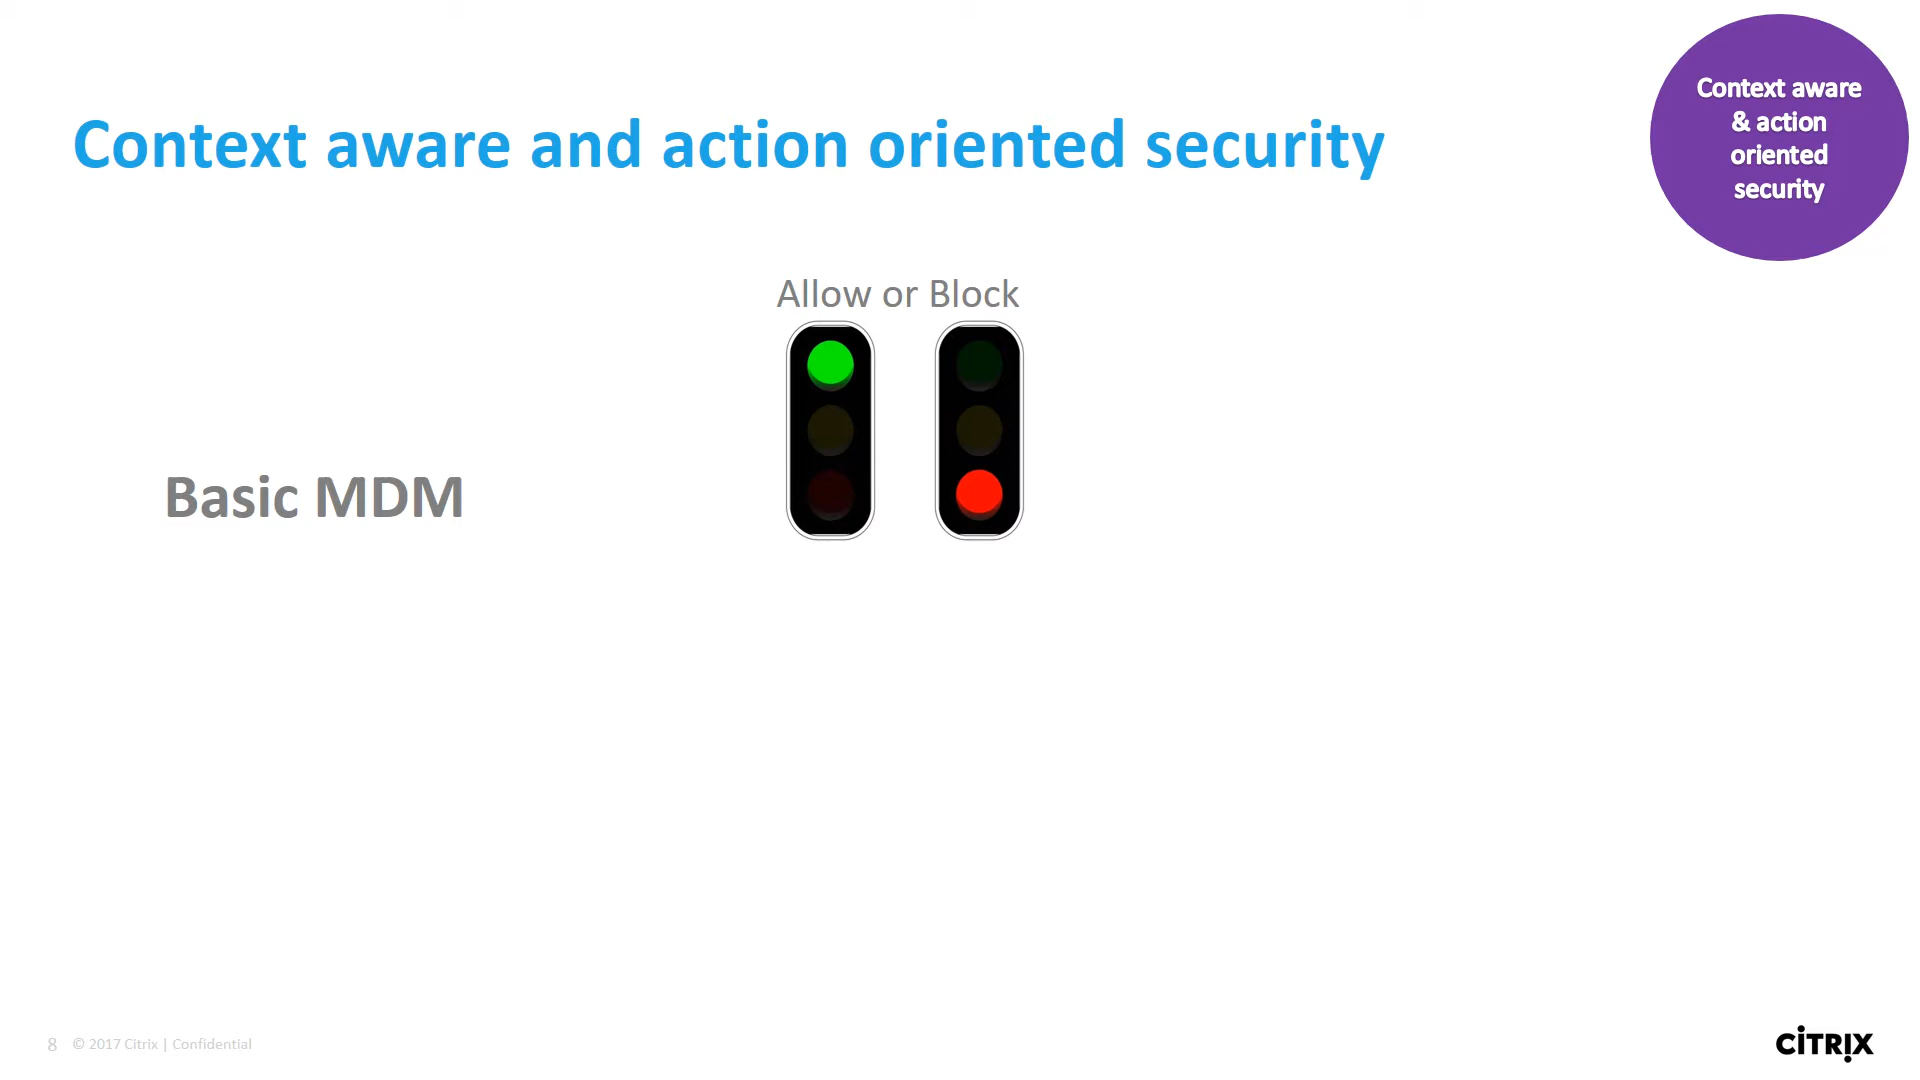 Context aware
& action
oriented
security
Context aware and action oriented security
Allow or Block
Basic MDM
8 © 2017 Citrix | Confidential
CITRIX